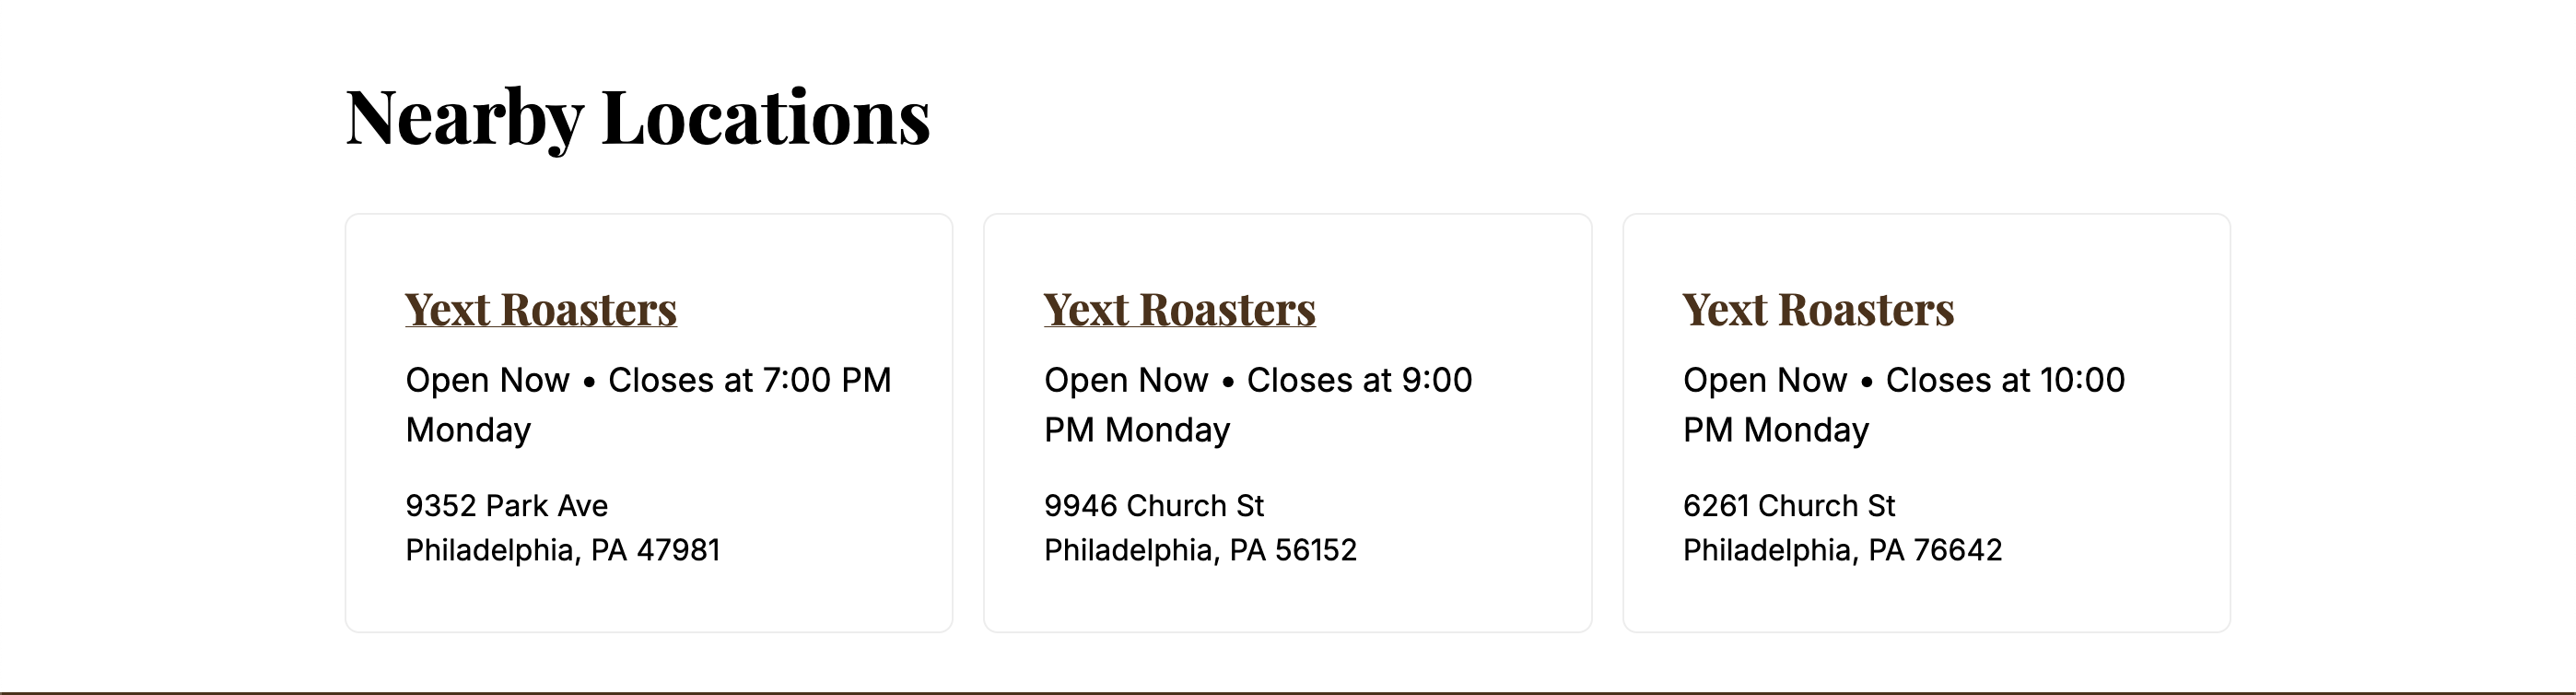 Nearby Locations
Yext Roasters
Open Now • Closes at 7:00 PM
Monday
9352 Park Ave
Philadelphia, PA 47981
Yext Roasters
Open Now • Closes at 9:00
PM Monday
9946 Church St
Philadelphia, PA 56152
Yext Roasters
Open Now • Closes at 10:00
PM Monday
6261 Church St
Philadelphia, PA 76642